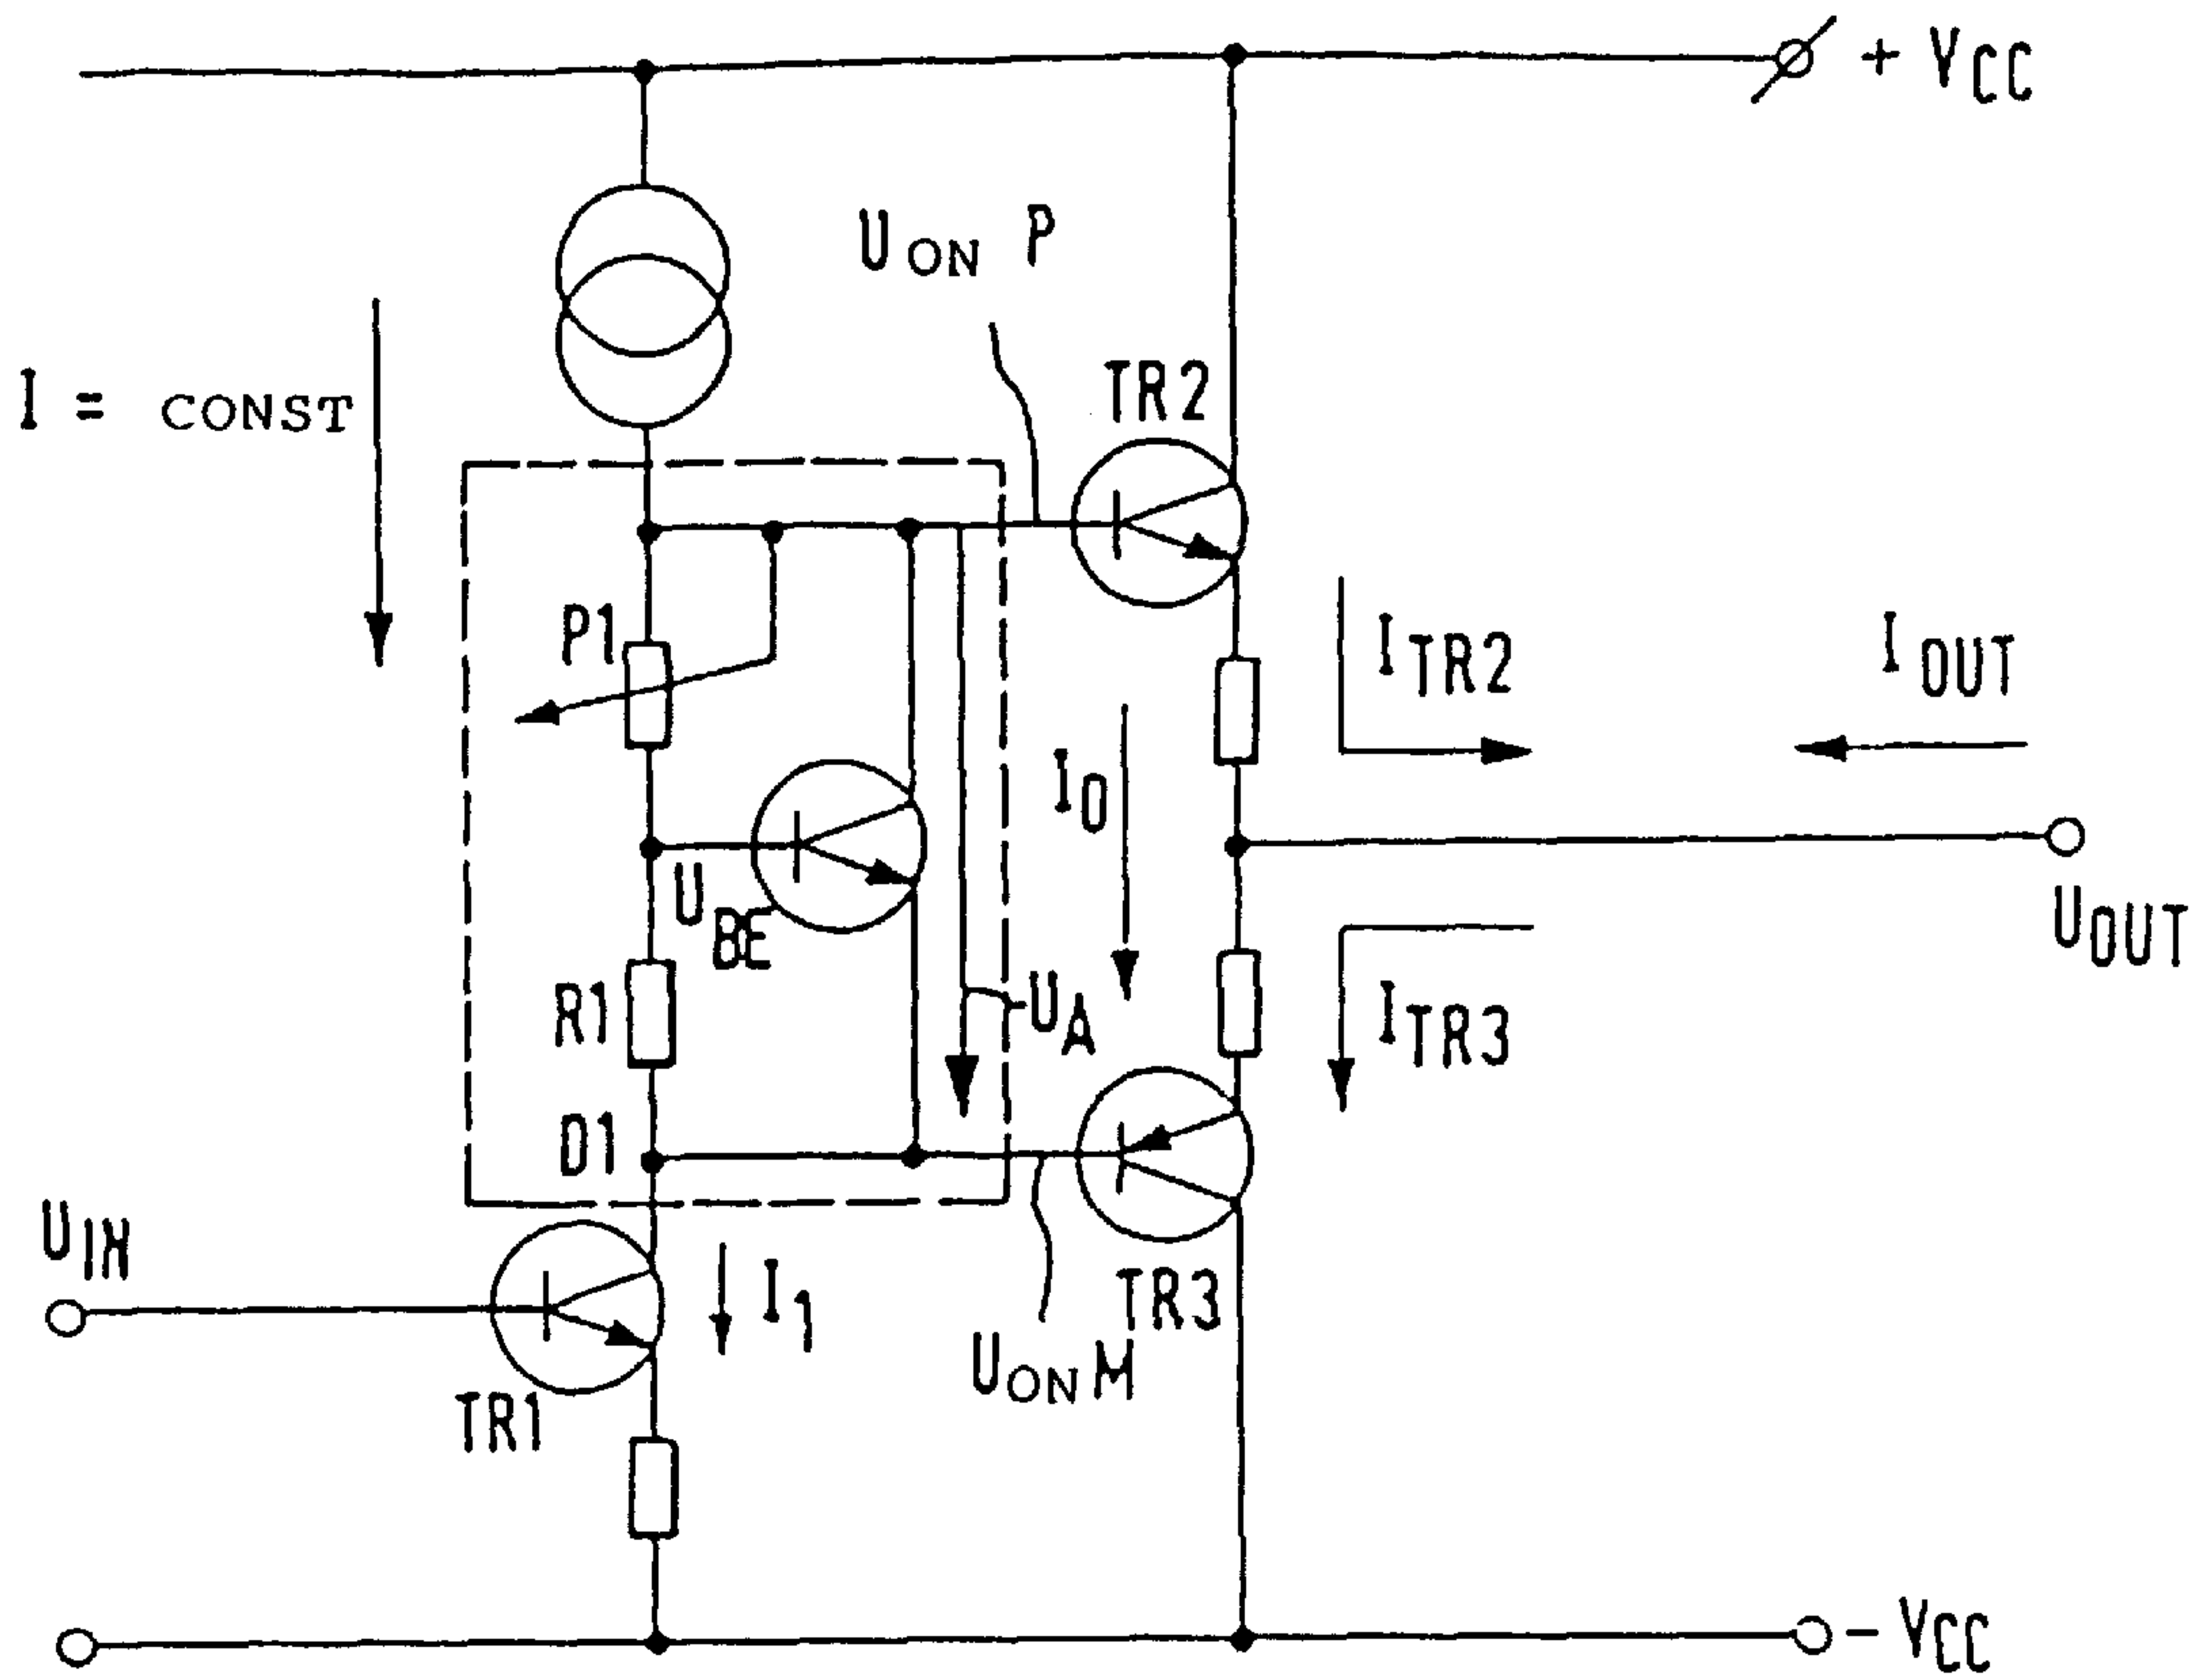 + VCC
UON P
TR2
I = CONST
P1
ITR2
IOUT
IO
UBE
UOUT
R1
UA
ITR3
D1
UIN
I1
TR3
UON M
TR1
- VCC